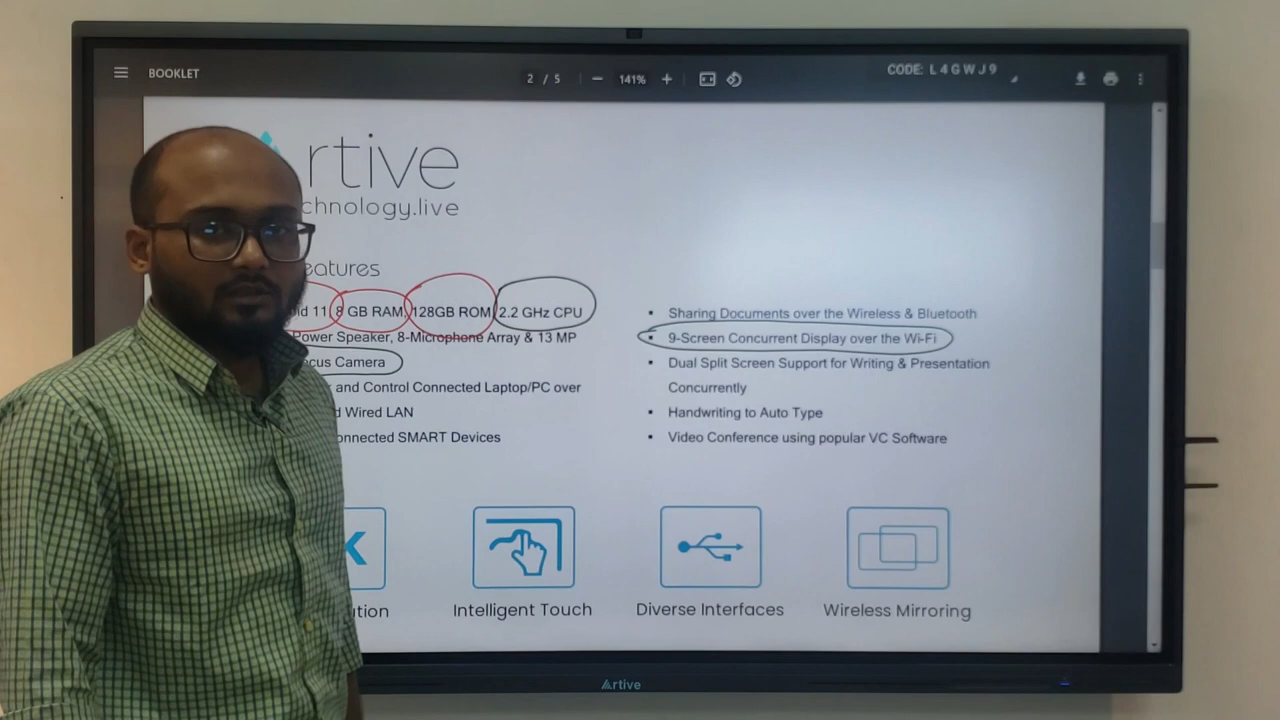 BOOKLET
2 / 5
141%
CODE: L4GWJ9
rtive
chnology.live
eatures
id 11, 8 GB RAM, 128GB ROM, 2.2 GHz CPU
Power Speaker, 8-Microphone Array & 13 MP
ocus Camera
and Control Connected Laptop/PC over
d Wired LAN
onnected SMART Devices
Sharing Documents over the Wireless & Bluetooth
9-Screen Concurrent Display over the Wi-Fi
Dual Split Screen Support for Writing & Presentation
Concurrently
Handwriting to Auto Type
Video Conference using popular VC Software
K
ution
Intelligent Touch
Diverse Interfaces
Wireless Mirroring
Artive